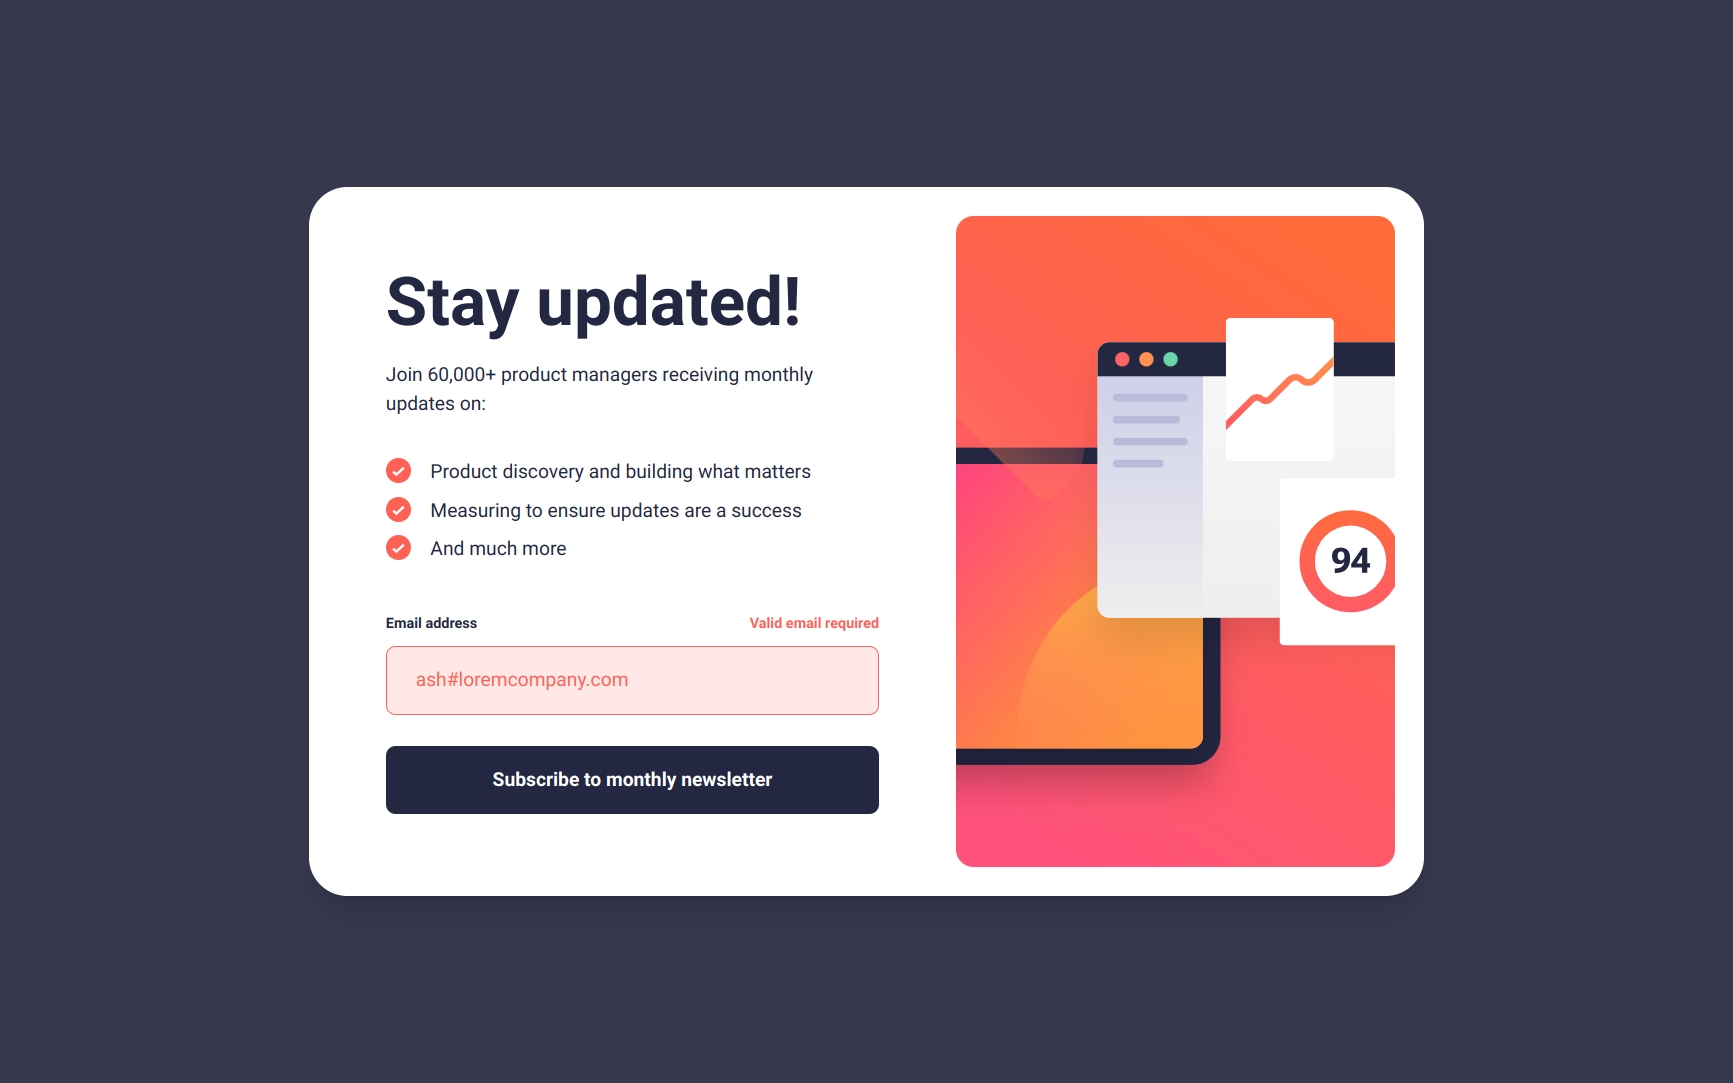 Stay updated!
Join 60,000+ product managers receiving monthly
updates on:
Product discovery and building what matters
Measuring to ensure updates are a success
And much more
Email address
Valid email required
ash#loremcompany.com
Subscribe to monthly newsletter
94